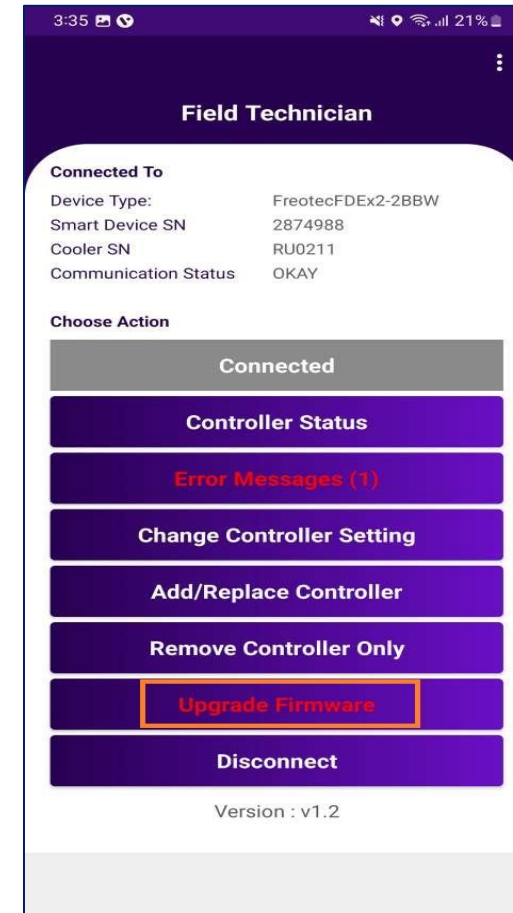 3:35 21%
Field Technician
Connected To
Device Type: FreotecFDEx2-2BBW
Smart Device SN 2874988
Cooler SN RU0211
Communication Status OKAY
Choose Action
Connected
Controller Status
Error Messages (1)
Change Controller Setting
Add/Replace Controller
Remove Controller Only
Upgrade Firmware
Disconnect
Version : v1.2